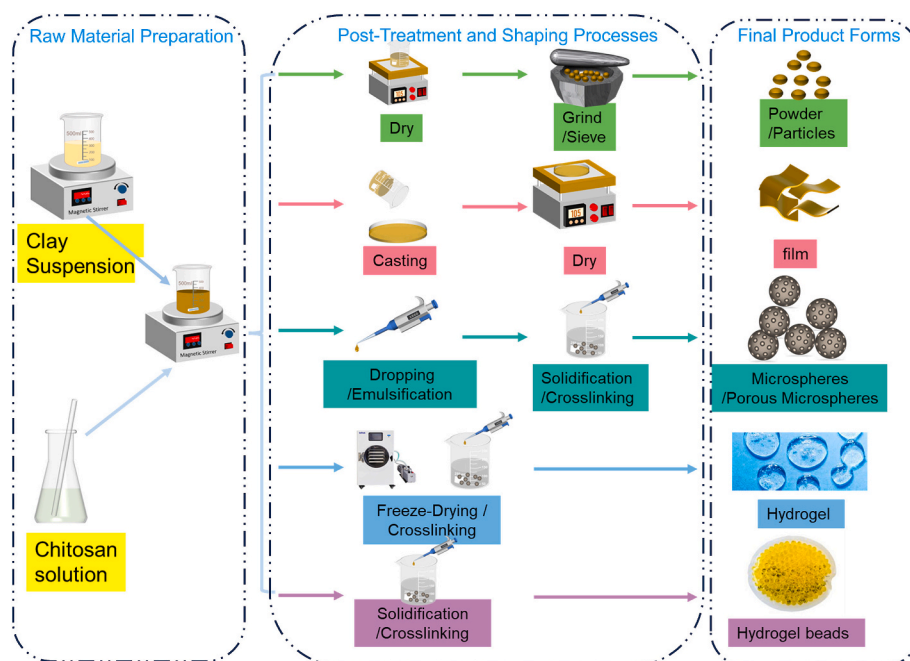 Raw Material Preparation
500ml
Magnetic Stirrer
Clay
Suspension
500ml
Magnetic Stirrer
Chitosan
solution
Post-Treatment and Shaping Processes
Dry
Grind
/Sieve
Casting
Dry
Dropping
/Emulsification
Solidification
/Crosslinking
Freeze-Drying /
Crosslinking
Solidification
/Crosslinking
Final Product Forms
Powder
/Particles
film
Microspheres
/Porous Microspheres
Hydrogel
Hydrogel beads